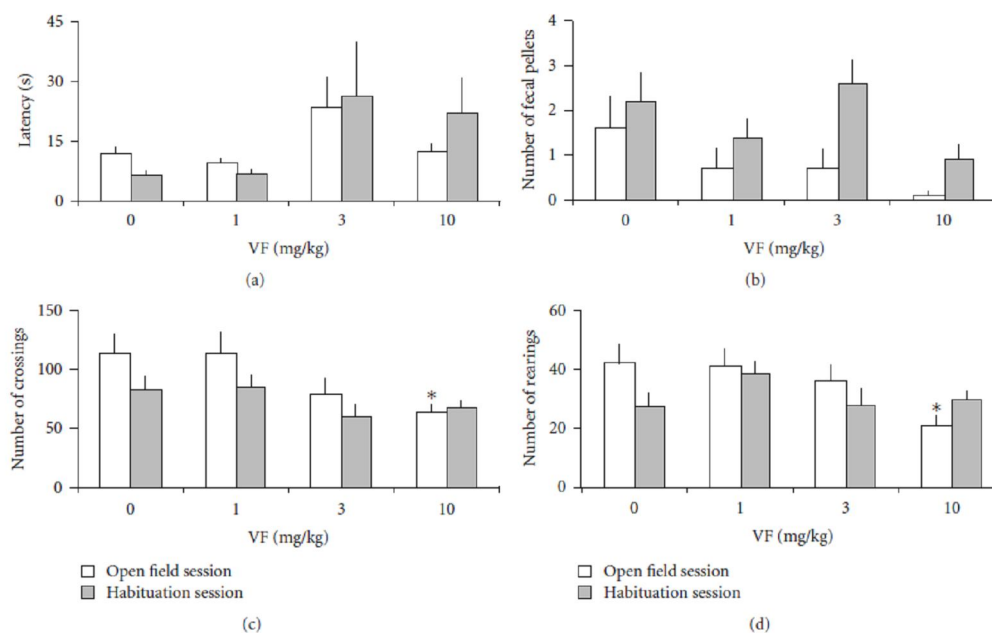 45
30
15
0
Latency (s)
0 1 3 10
VF (mg/kg)
(a)
4
3
2
1
0
Number of fecal pellets
0 1 3 10
VF (mg/kg)
(b)
150
100
50
0
Number of crossings
*
0 1 3 10
VF (mg/kg)
Open field session
Habituation session
(c)
60
40
20
0
Number of rearings
*
0 1 3 10
VF (mg/kg)
Open field session
Habituation session
(d)